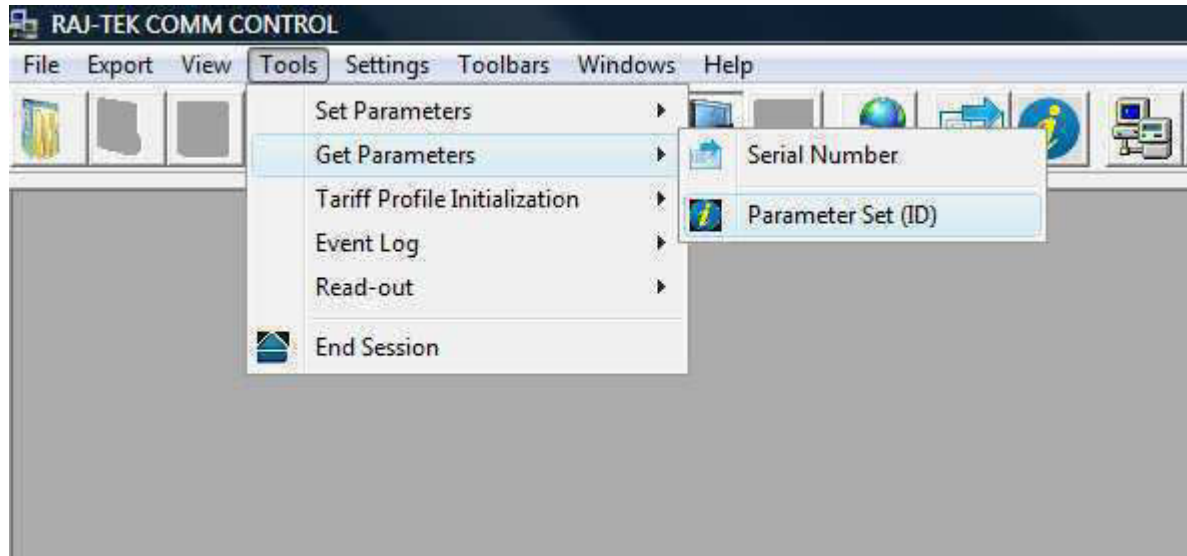 RAJ-TEK COMM CONTROL
File Export View Tools Settings Toolbars Windows Help
Set Parameters
Get Parameters
Tariff Profile Initialization
Event Log
Read-out
End Session
Serial Number
Parameter Set (ID)